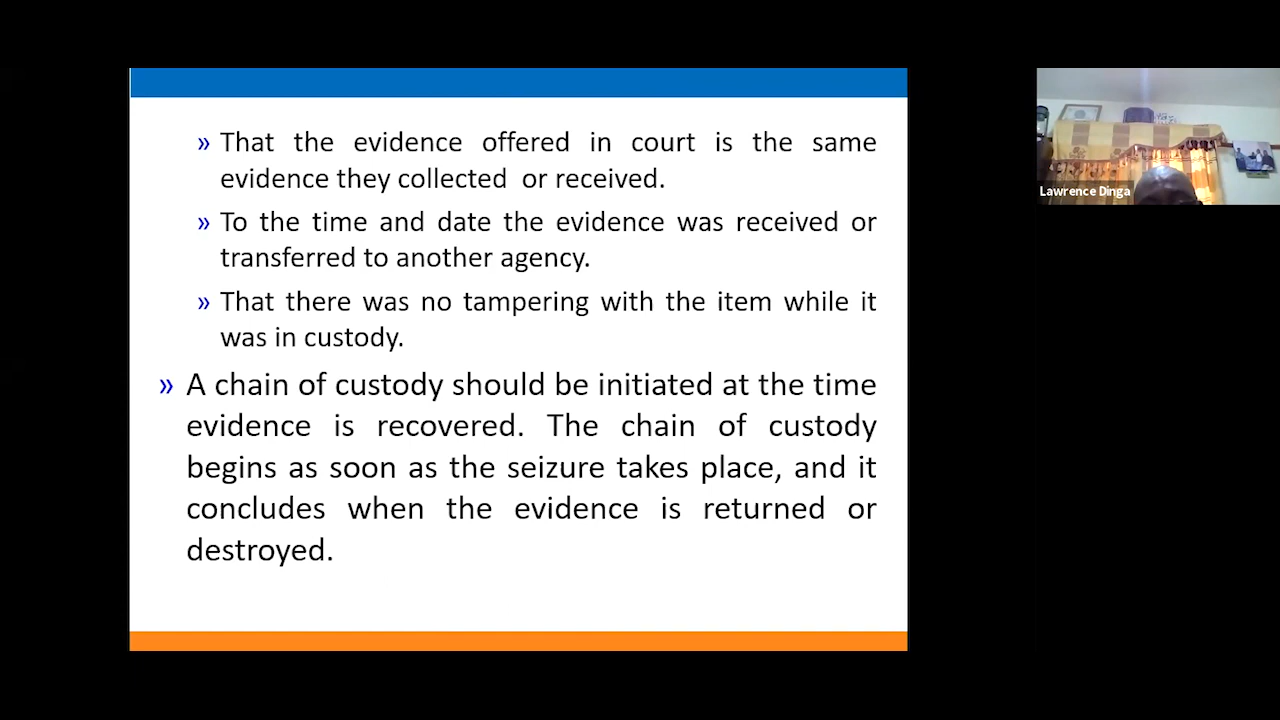 » That the evidence offered in court is the same
evidence they collected or received.
» To the time and date the evidence was received or
transferred to another agency.
» That there was no tampering with the item while it
was in custody.
» A chain of custody should be initiated at the time
evidence is recovered. The chain of custody
begins as soon as the seizure takes place, and it
concludes when the evidence is returned or
destroyed.
Lawrence Dinga